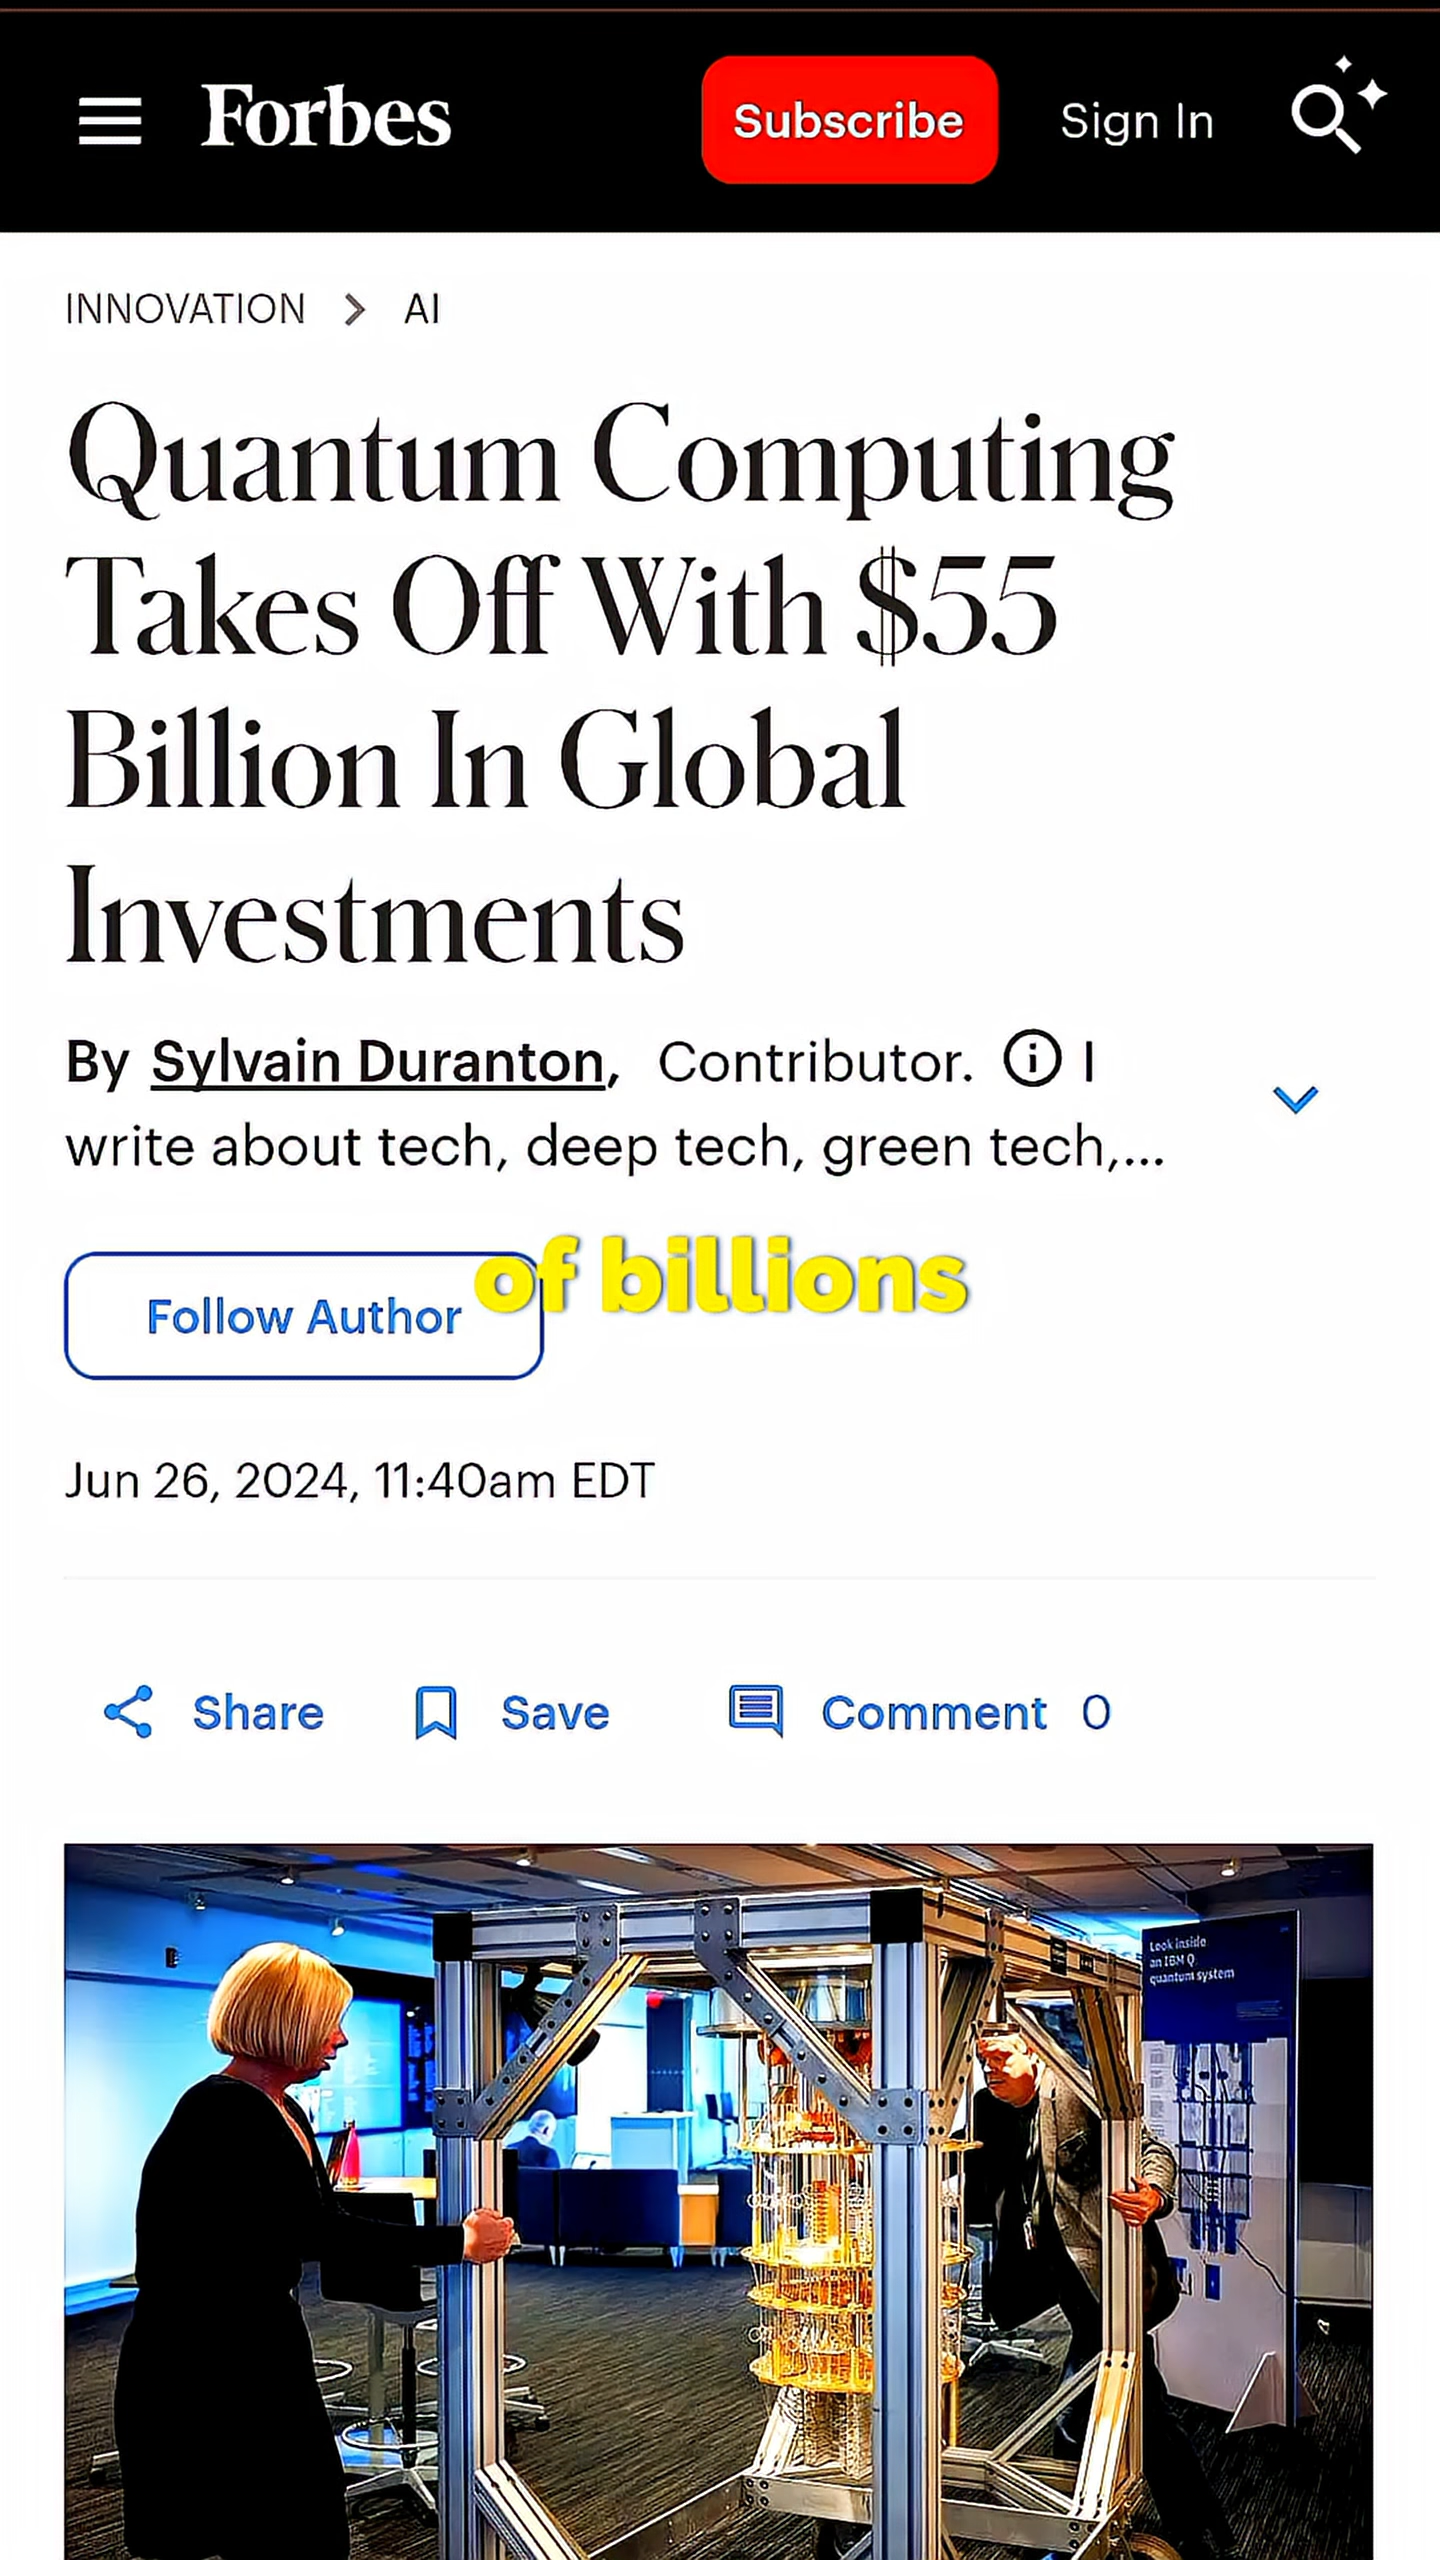 Forbes
Subscribe
Sign In
INNOVATION > AI
Quantum Computing
Takes Off With $55
Billion In Global
Investments
By Sylvain Duranton, Contributor. I
write about tech, deep tech, green tech,...
of billions
Follow Author
Jun 26, 2024, 11:40am EDT
Share
Save
Comment 0
Look inside
an IBM Q
quantum system